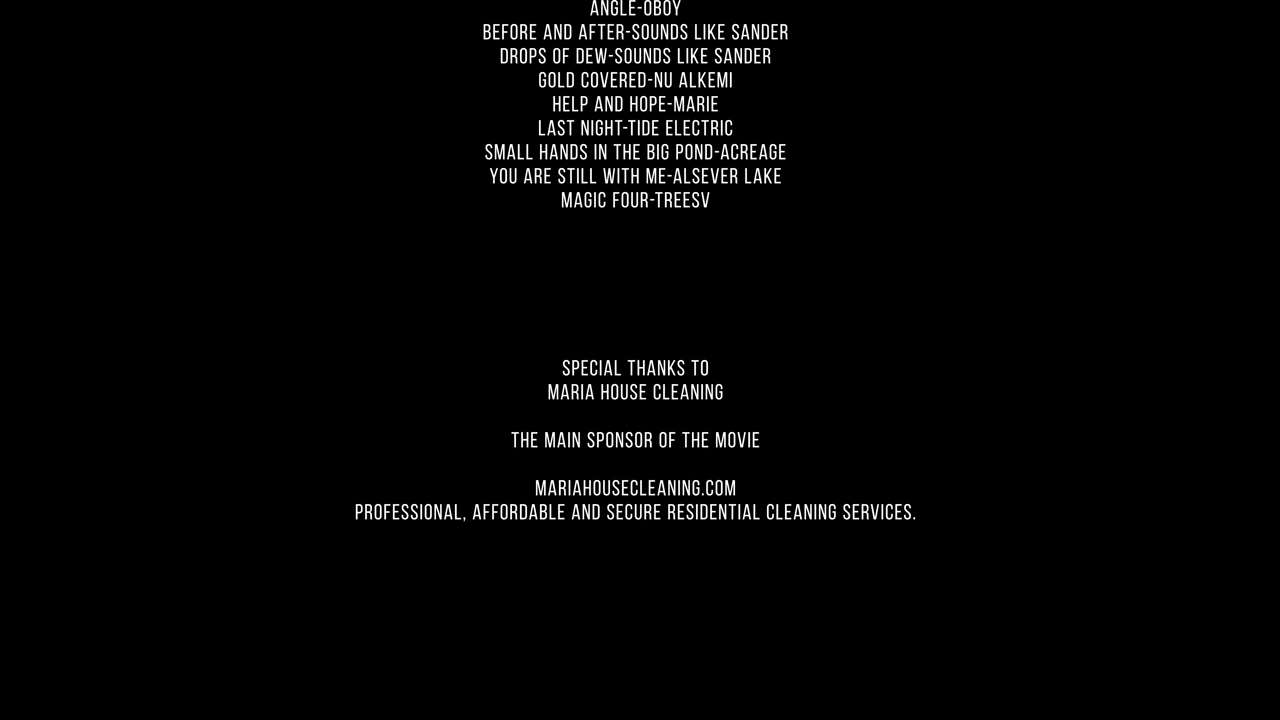 ANGLE-OBOY
BEFORE AND AFTER-SOUNDS LIKE SANDER
DROPS OF DEW-SOUNDS LIKE SANDER
GOLD COVERED-NU ALKEMI
HELP AND HOPE-MARIE
LAST NIGHT-TIDE ELECTRIC
SMALL HANDS IN THE BIG POND-ACREAGE
YOU ARE STILL WITH ME-ALSEVER LAKE
MAGIC FOUR-TREESV
SPECIAL THANKS TO
MARIA HOUSE CLEANING
THE MAIN SPONSOR OF THE MOVIE
MARIAHOUSECLEANING.COM
PROFESSIONAL, AFFORDABLE AND SECURE RESIDENTIAL CLEANING SERVICES.